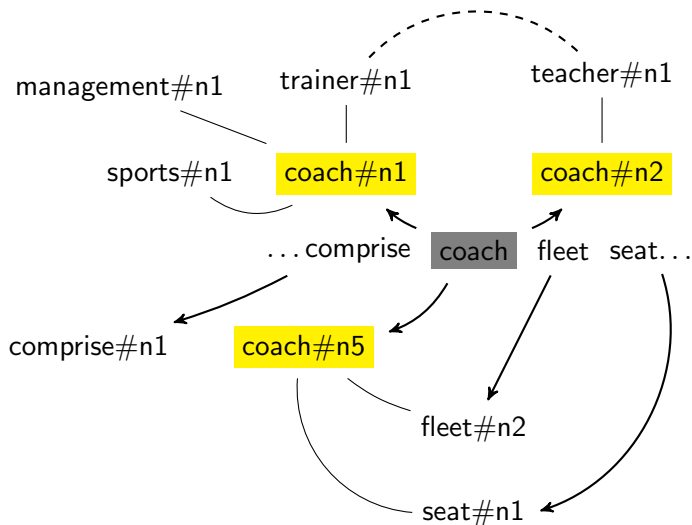 management#n1 trainer#n1 teacher#n1
sports#n1 coach#n1 coach#n2
...comprise coach fleet seat...
comprise#n1 coach#n5
fleet#n2
seat#n1